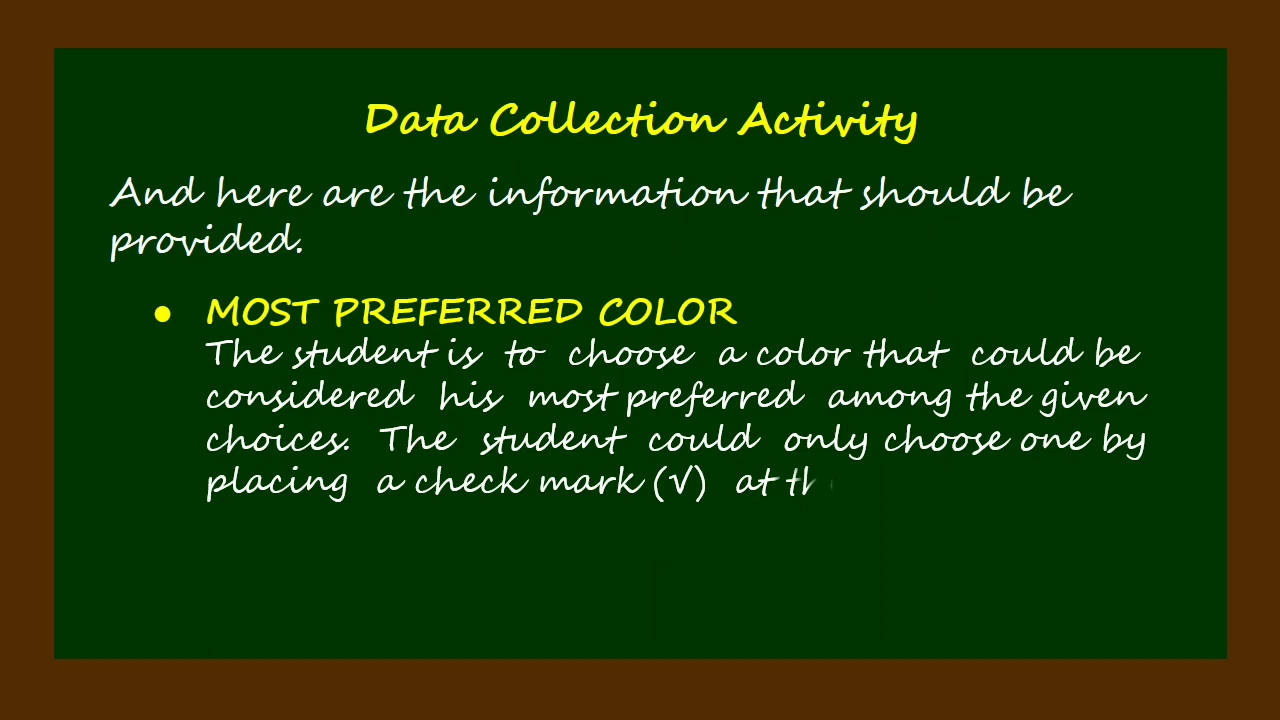 Data Collection Activity
And here are the information that should be
provided.
● MOST PREFERRED COLOR
The student is to choose a color that could be
considered his most preferred among the given
choices. The student could only choose one by
placing a check mark (√) at